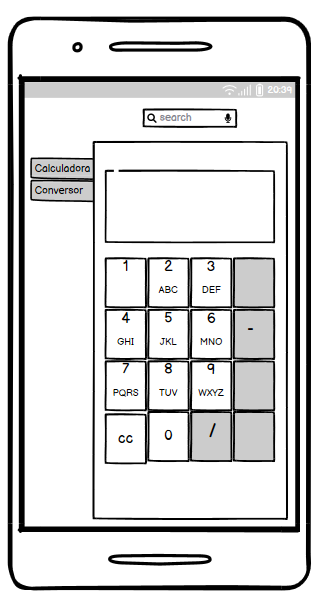 20:39
search
Calculadora
Conversor
1 2 3
ABC DEF
4 5 6 -
GHI JKL MNO
7 8 9
PQRS TUV WXYZ
cc 0 /